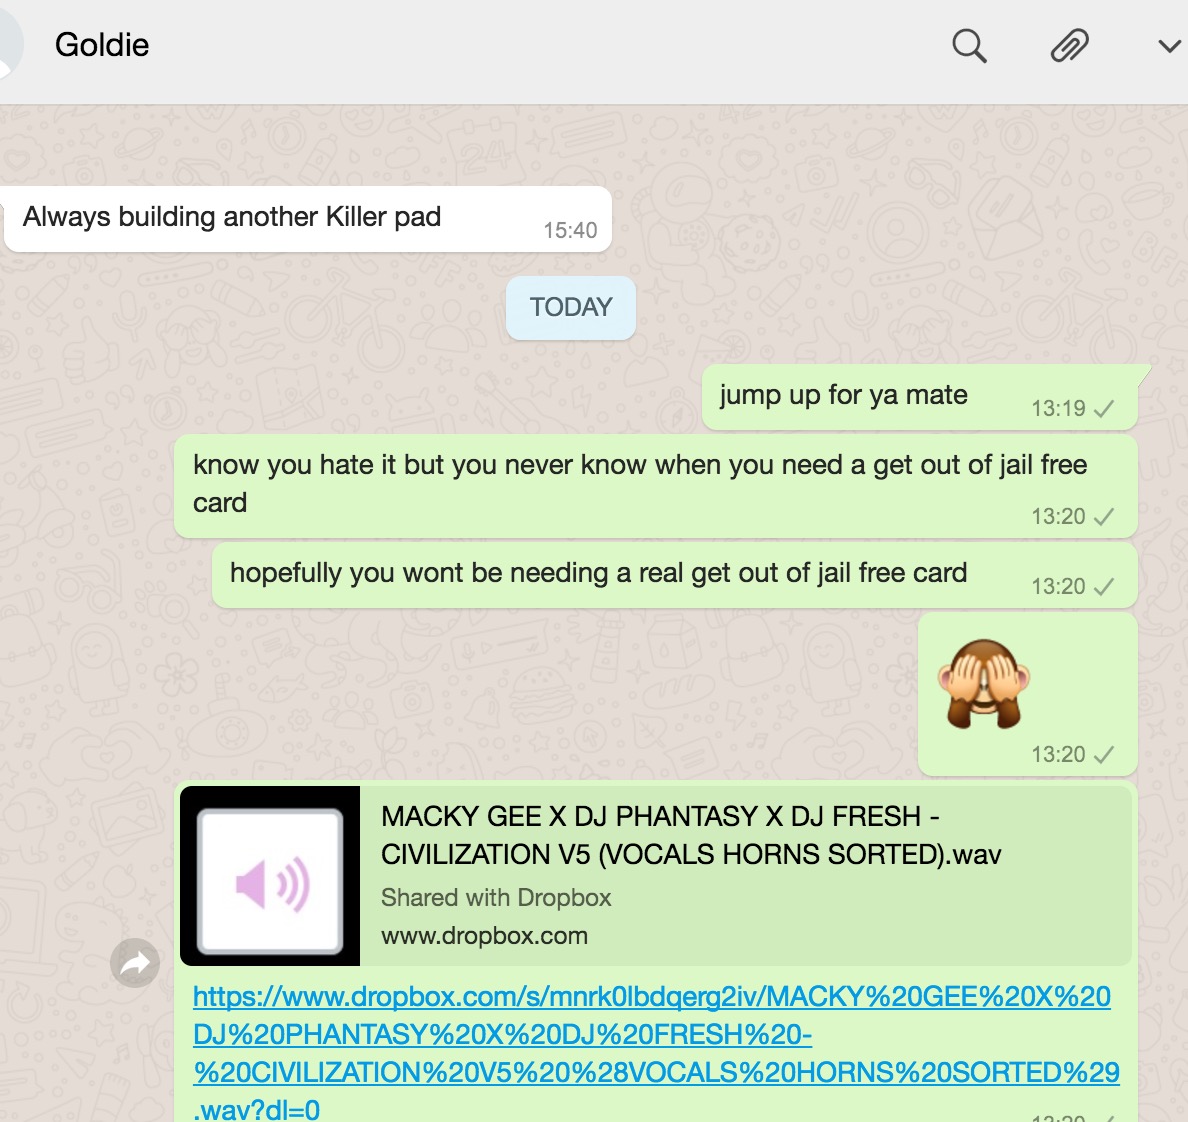 Goldie
Always building another Killer pad
15:40
TODAY
jump up for ya mate
13:19
know you hate it but you never know when you need a get out of jail free
card
13:20
hopefully you wont be needing a real get out of jail free card
13:20
13:20
MACKY GEE X DJ PHANTASY X DJ FRESH -
CIVILIZATION V5 (VOCALS HORNS SORTED).wav
Shared with Dropbox
www.dropbox.com
https://www.dropbox.com/s/mnrk0lbdqerg2iv/MACKY%20GEE%20X%20
DJ%20PHANTASY%20X%20DJ%20FRESH%20-
%20CIVILIZATION%20V5%20%28VOCALS%20HORNS%20SORTED%29
.wav?dl=0
13:20